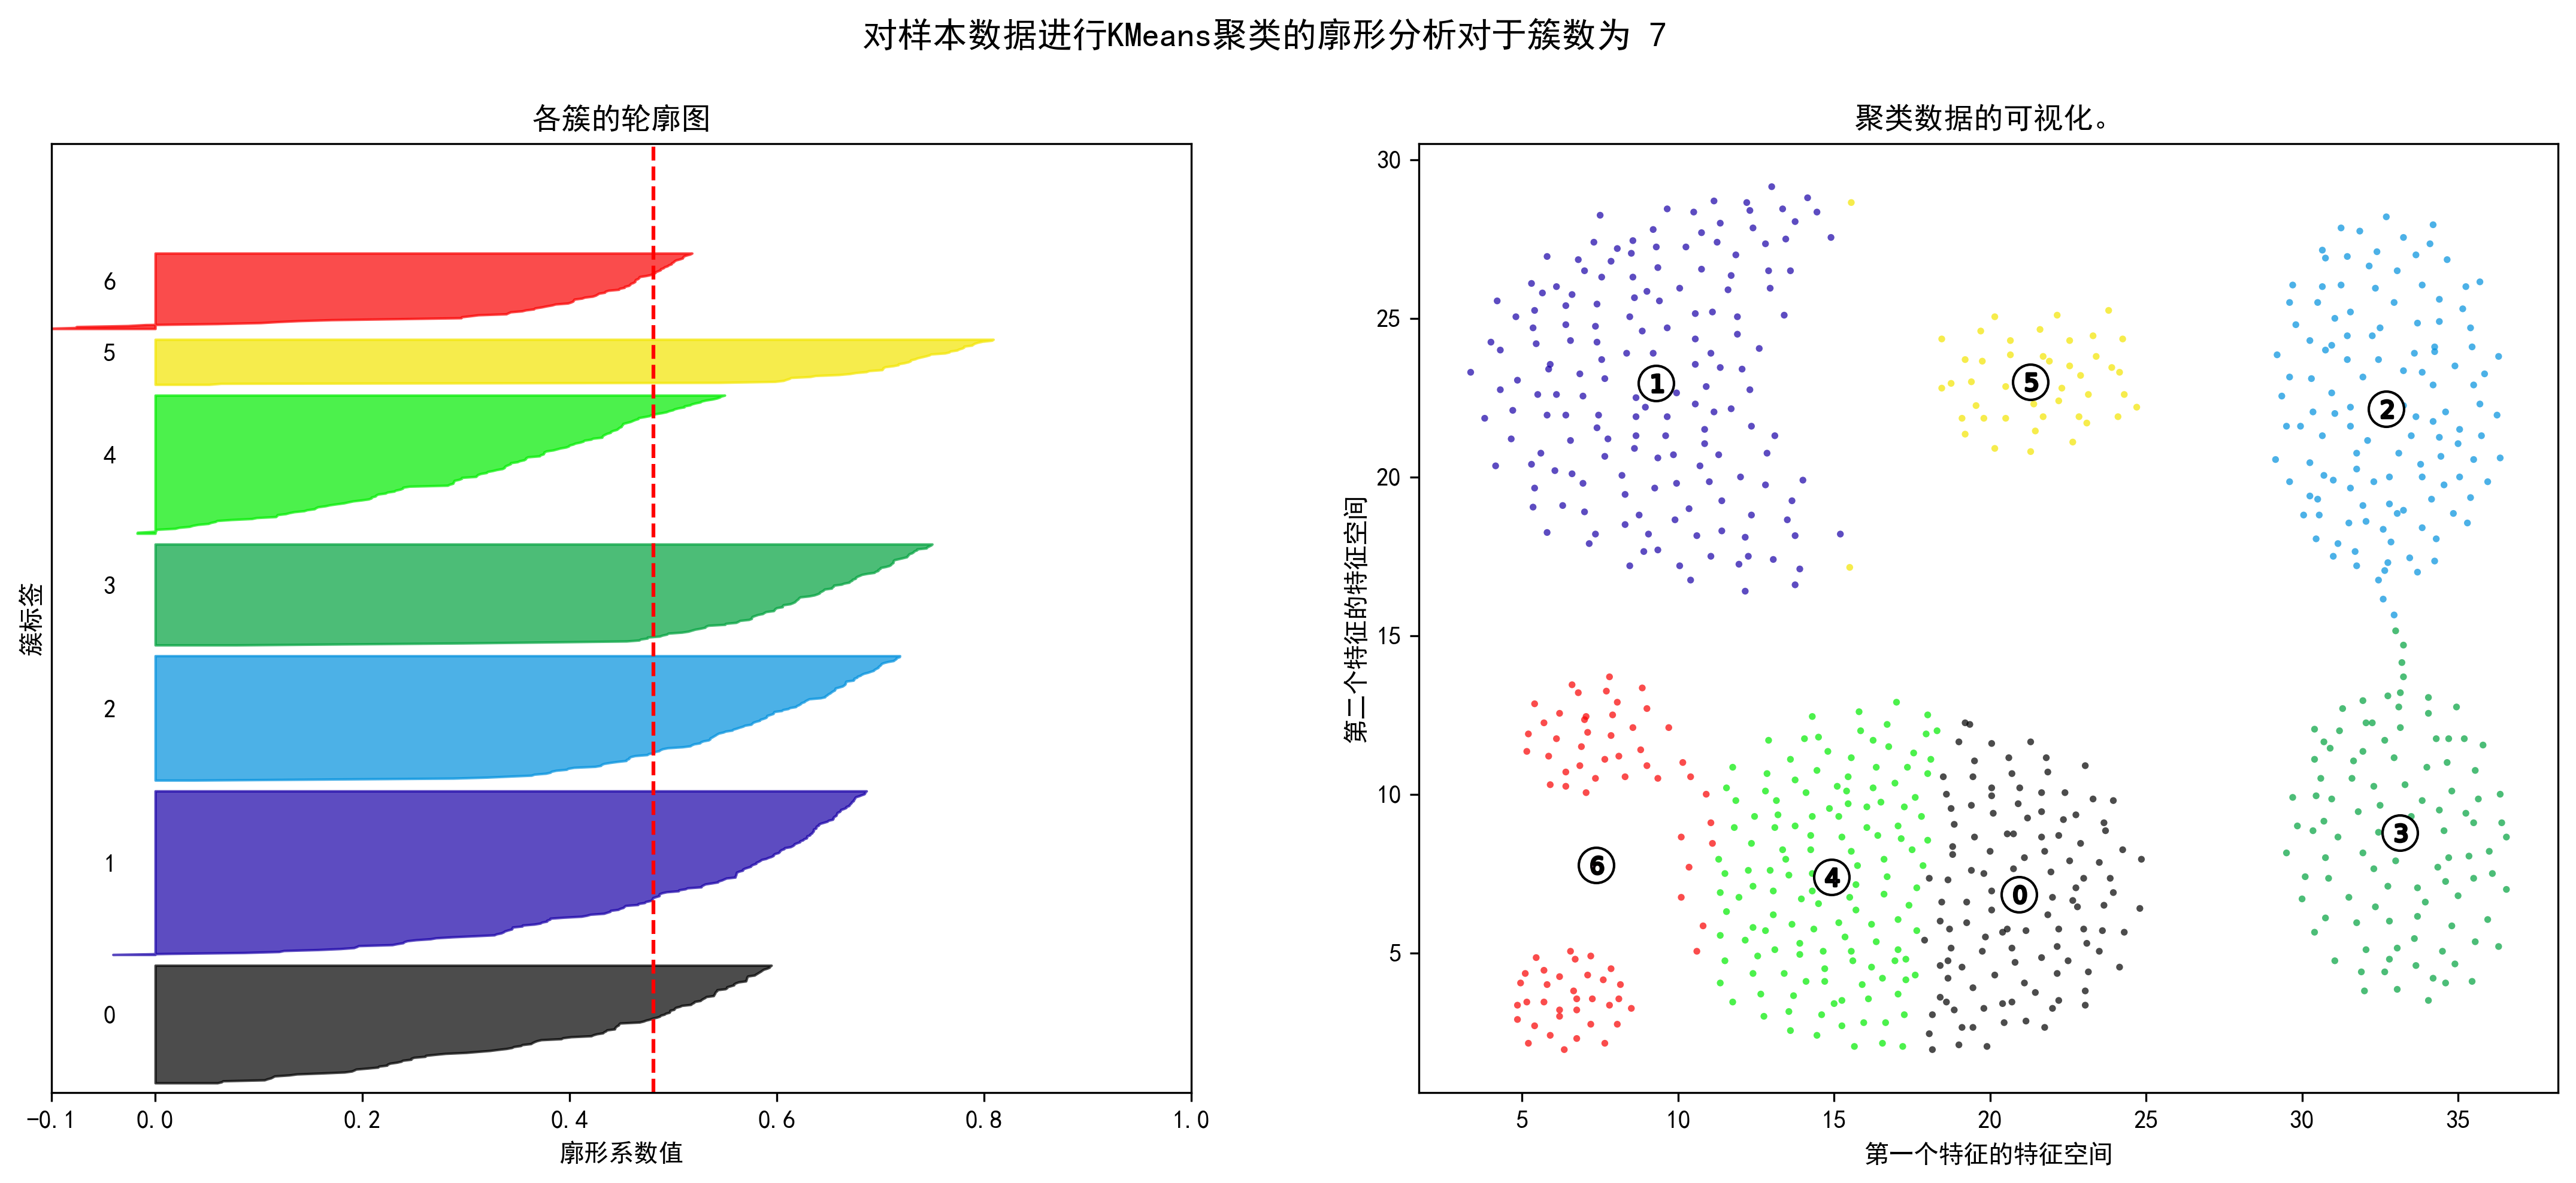 对样本数据进行KMeans聚类的廓形分析对于簇数为 7
各簇的轮廓图
簇标签
6
5
4
3
2
1
0
-0.1 0.0 0.2 0.4 0.6 0.8 1.0
廓形系数值
聚类数据的可视化。
第二个特征的特征空间
30
25
20
15
10
5
1
5
2
6
4
0
3
5 10 15 20 25 30 35
第一个特征的特征空间